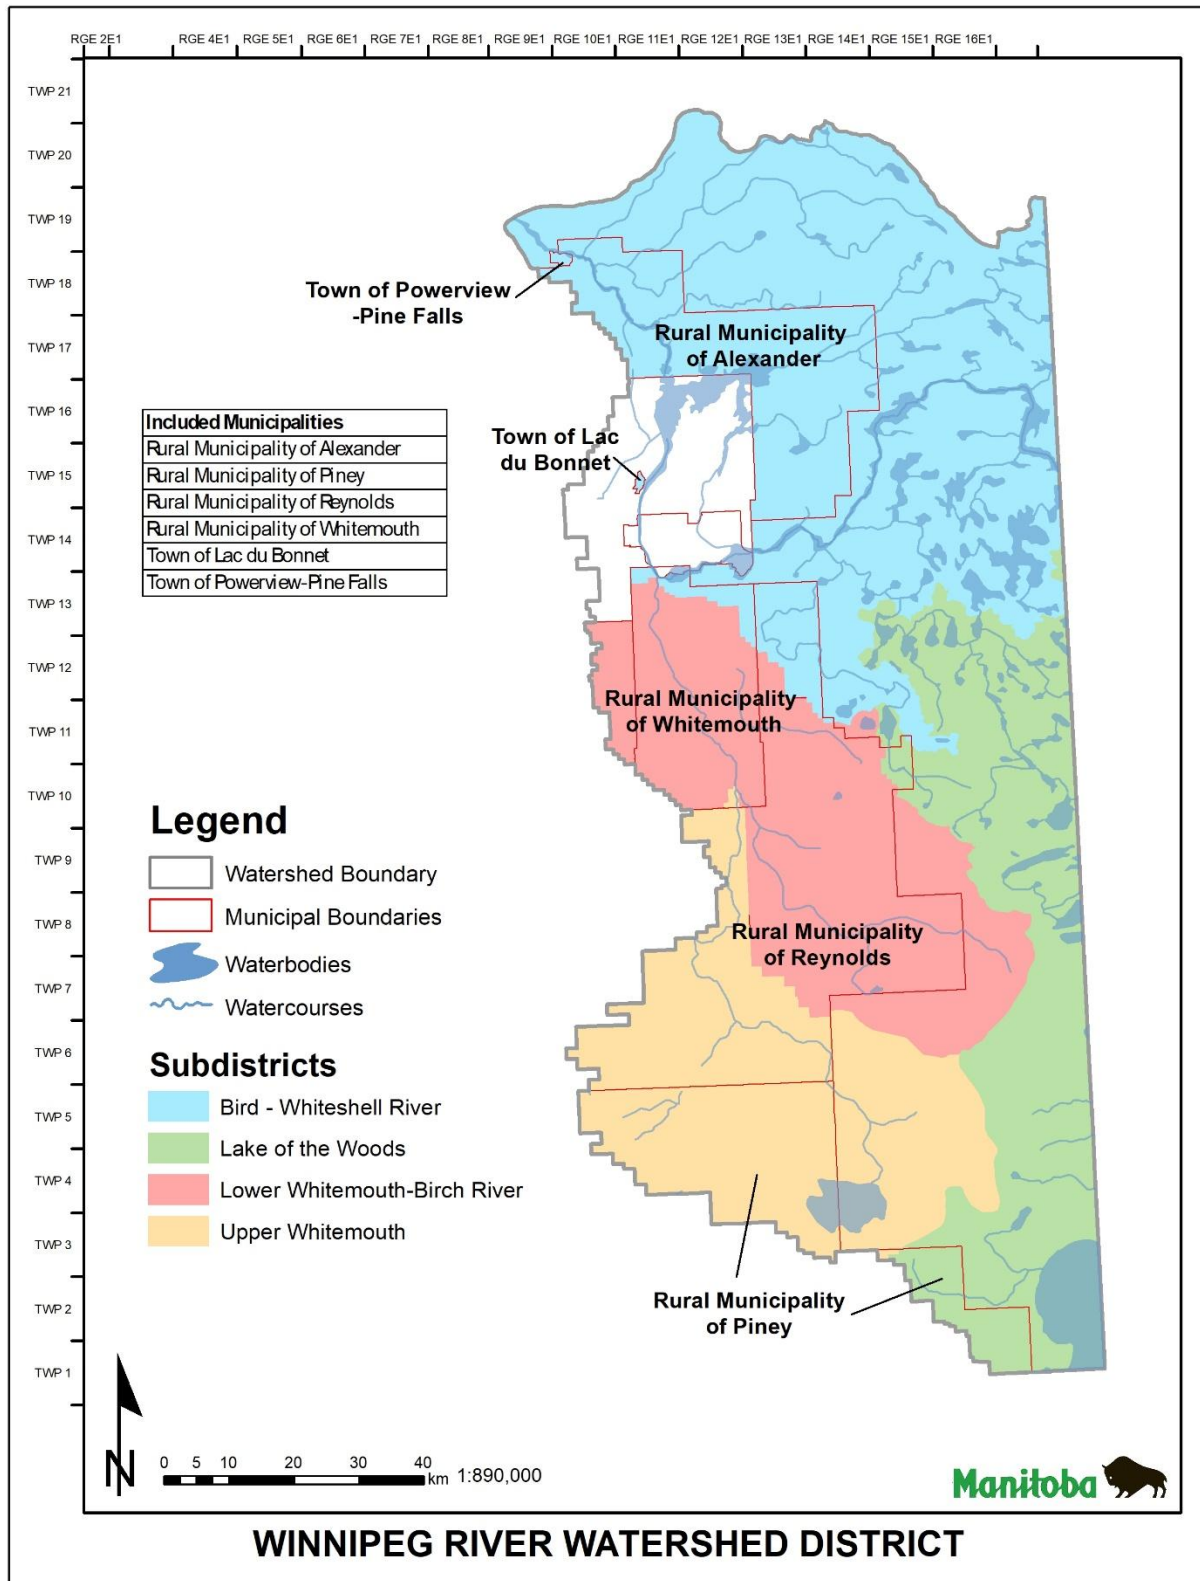 RGE 2E1 RGE 4E1 RGE 5E1 RGE 6E1 RGE 7E1 RGE 8E1 RGE 9E1 RGE 10E1 RGE 11E1 RGE 12E1 RGE 13E1 RGE 14E1 RGE 15E1 RGE 16E1
TWP 21
TWP 20
TWP 19
TWP 18
TWP 17
TWP 16
TWP 15
TWP 14
TWP 13
TWP 12
TWP 11
TWP 10
TWP 9
TWP 8
TWP 7
TWP 6
TWP 5
TWP 4
TWP 3
TWP 2
TWP 1
Town of Powerview
-Pine Falls
Rural Municipality
of Alexander
Town of Lac
du Bonnet
Rural Municipality
of Whitemouth
Rural Municipality
of Reynolds
Rural Municipality
of Piney
Included Municipalities
Rural Municipality of Alexander
Rural Municipality of Piney
Rural Municipality of Reynolds
Rural Municipality of Whitemouth
Town of Lac du Bonnet
Town of Powerview-Pine Falls
Legend
Watershed Boundary
Municipal Boundaries
Waterbodies
Watercourses
Subdistricts
Bird - Whiteshell River
Lake of the Woods
Lower Whitemouth-Birch River
Upper Whitemouth
N
0 5 10 20 30 40
km 1:890,000
Manitoba
WINNIPEG RIVER WATERSHED DISTRICT